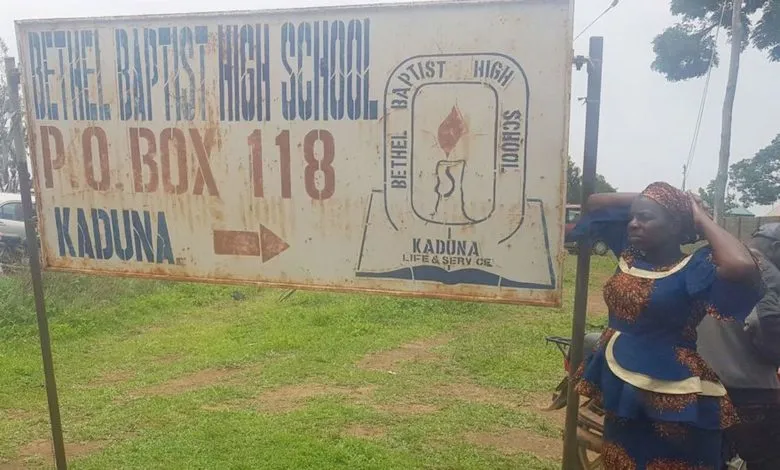 BETHEL BAPTIST HIGH SCHOOL
P.O. BOX 118
KADUNA
BETHEL BAPTIST HIGH SCHOOL
KADUNA
LIFE & SERVICE